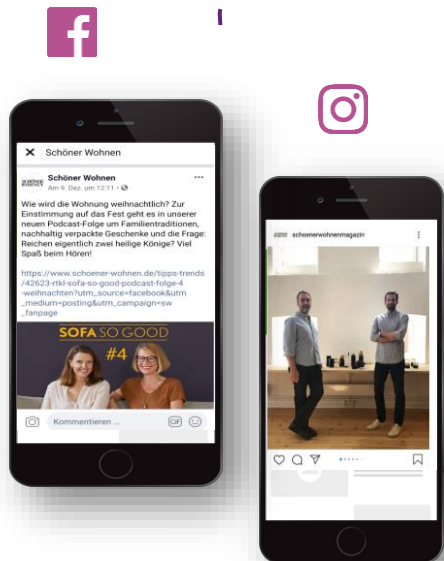 Schöner Wohnen
Schöner Wohnen
Am 9. Dez. um 12:11
Wie wird die Wohnung weihnachtlich? Zur
Einstimmung auf das Fest geht es in unserer
neuen Podcast-Folge um Familientraditionen,
nachhaltig verpackte Geschenke und die Frage:
Reichen eigentlich zwei heilige Könige? Viel
Spaß beim Hören!
https://www.schoener-wohnen.de/tipps-trends
/42623-rtkl-sofa-so-good-podcast-folge-4
-weihnachten?utm_source=facebook&utm
_medium=posting&utm_campaign=sw
_fanpage
SOFA SO GOOD
#4
Kommentieren ...
GIF
schoenerwohnenmagazin